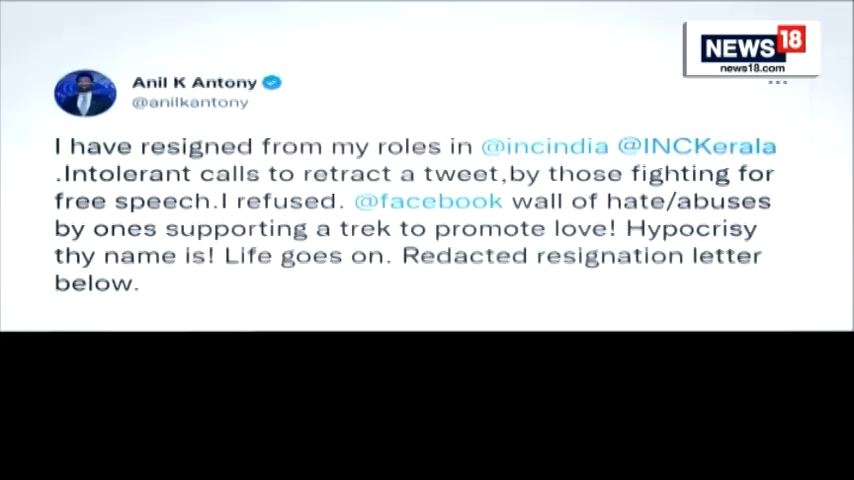 NEWS 18
news18.com
Anil K Antony
@anilkantony
I have resigned from my roles in @incindia @INCKerala
.Intolerant calls to retract a tweet,by those fighting for
free speech.I refused. @facebook wall of hate/abuses
by ones supporting a trek to promote love! Hypocrisy
thy name is! Life goes on. Redacted resignation letter
below.